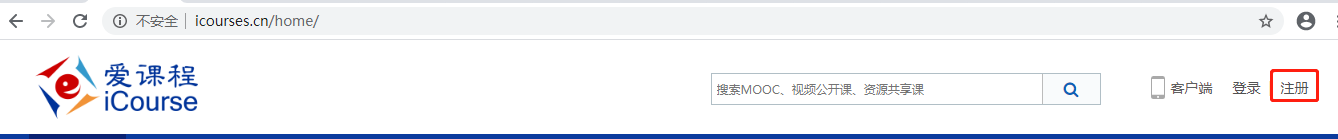 不安全 icourses.cn/home/
爱课程
iCourse
搜索MOOC、视频公开课、资源共享课
客户端 登录 注册